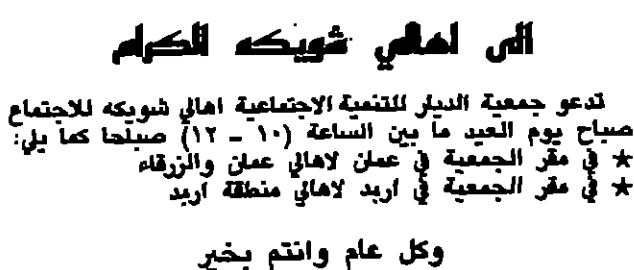 الى اهالي شويكه الكرام
تدعو جمعية الديار للتنمية الاجتماعية اهالي شويكه للاجتماع
صباح يوم العيد ما بين الساعة (١٠ – ١٢) صباحا كما يلي:
★ في مقر الجمعية في عمان لاهالي عمان والزرقاء
★ في مقر الجمعية في اربد لاهالي منطقة اربد
وكل عام وانتم بخير